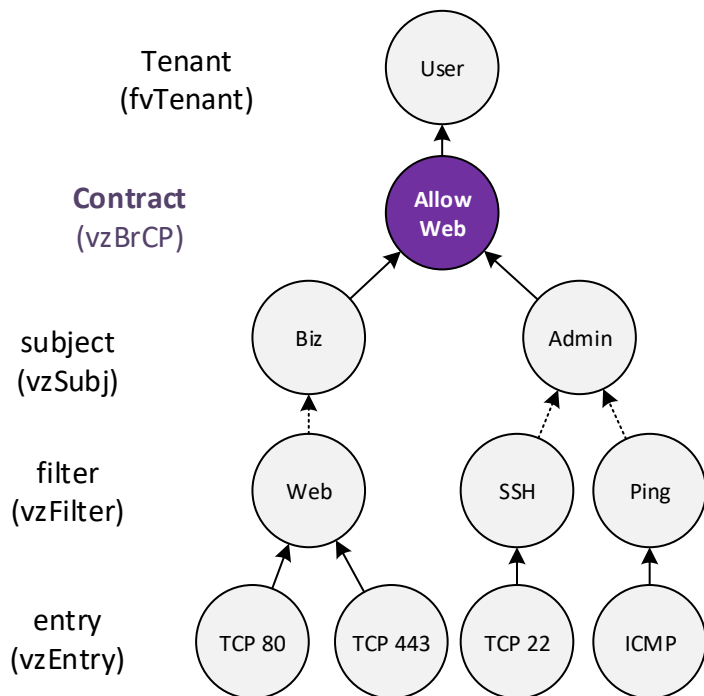 Tenant
(fvTenant)
User
Contract
(vzBrCP)
Allow
Web
subject
(vzSubj)
Biz
Admin
filter
(vzFilter)
Web
SSH
Ping
entry
(vzEntry)
TCP 80
TCP 443
TCP 22
ICMP